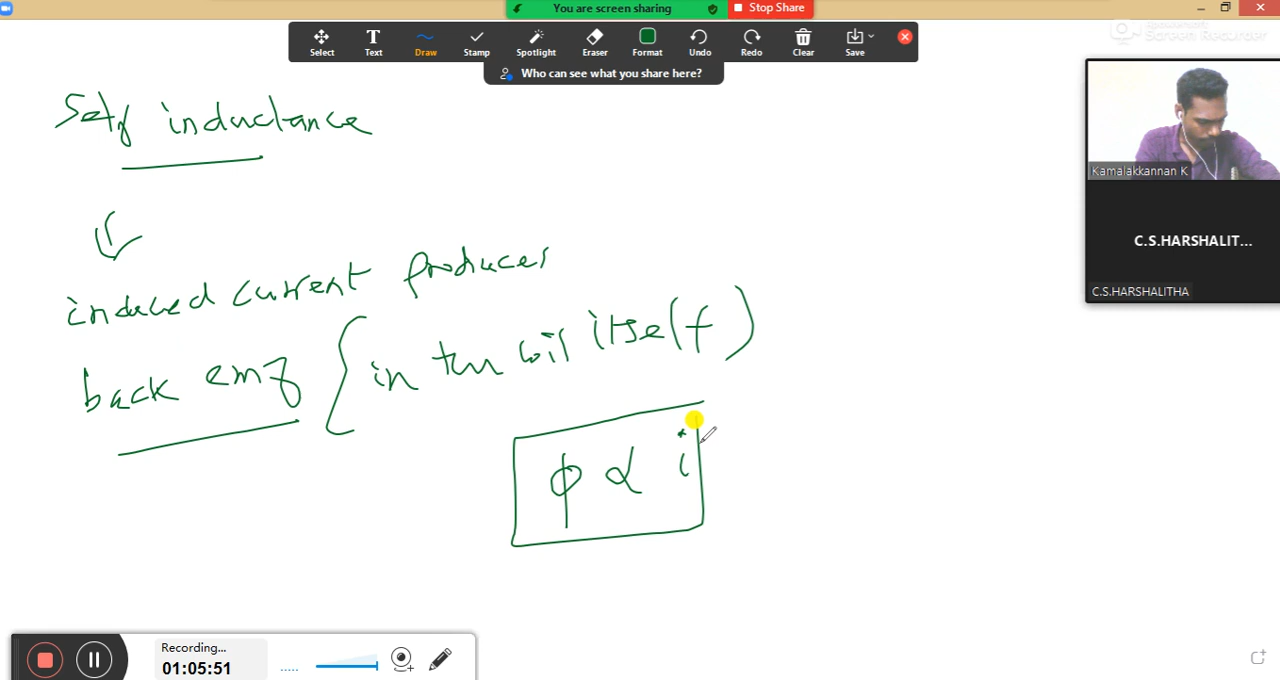 You are screen sharing
Stop Share
Select
Text
Draw
Stamp
Spotlight
Eraser
Format
Undo
Redo
Clear
Save
Who can see what you share here?
Screen Recorder
Self inductance
induced current produces
back emf { in the coil itself )
φ α i
Kamalakkannan K
C.S.HARSHALIT...
C.S.HARSHALITHA
Recording...
01:05:51